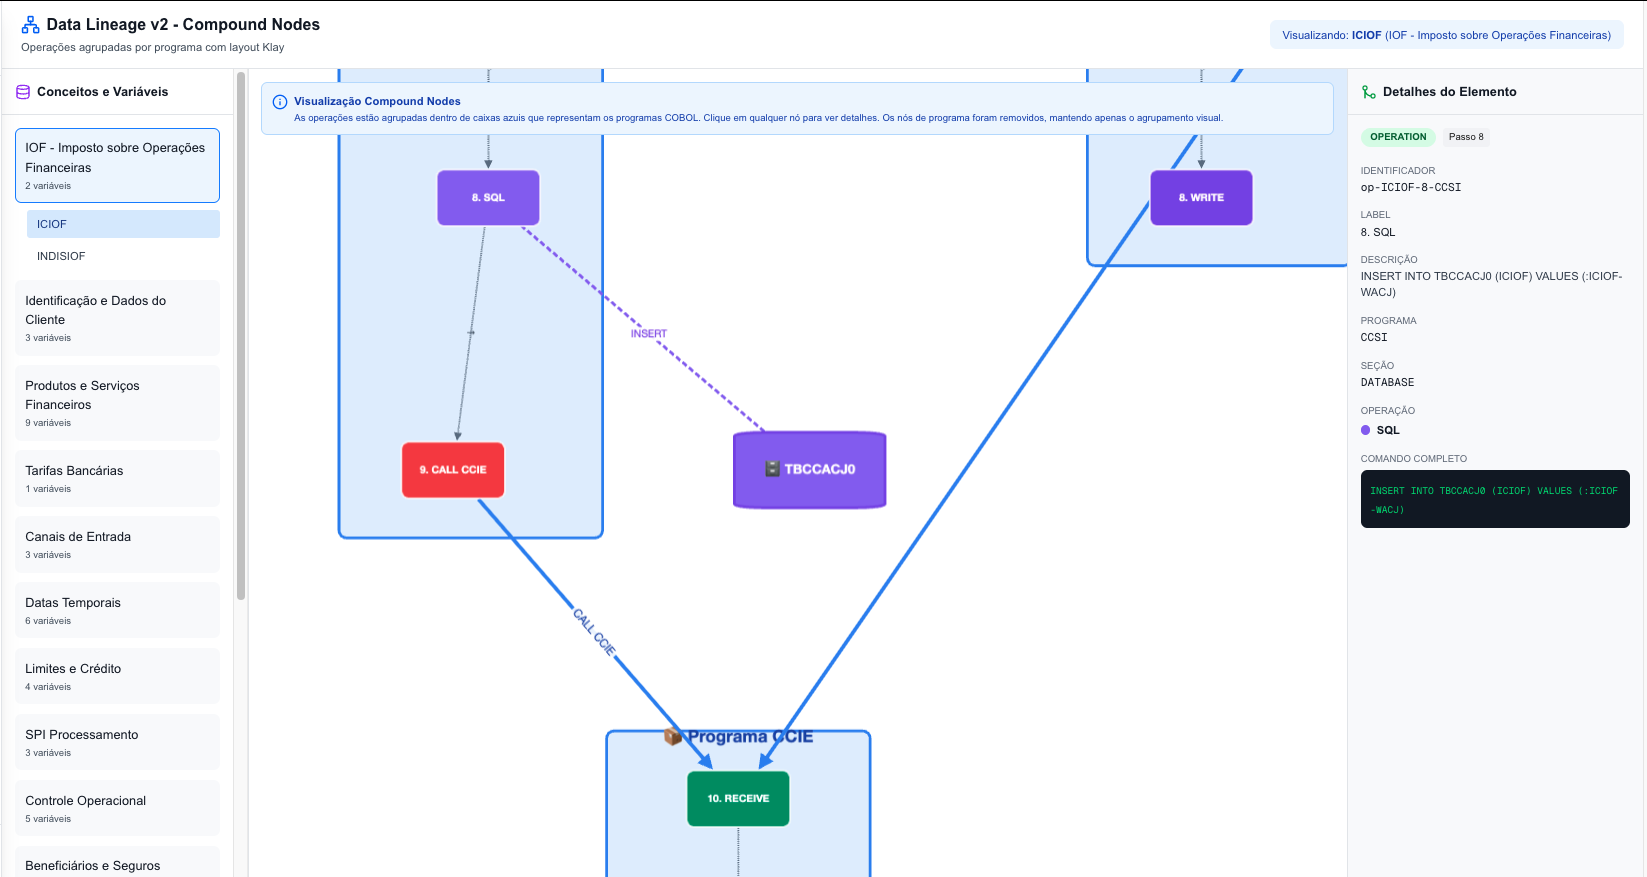 Data Lineage v2 - Compound Nodes
Operações agrupadas por programa com layout Klay
Visualizando: ICIOF (IOF - Imposto sobre Operações Financeiras)
Conceitos e Variáveis
IOF - Imposto sobre Operações
Financeiras
2 variáveis
ICIOF
INDISIOF
Identificação e Dados do
Cliente
3 variáveis
Produtos e Serviços
Financeiros
9 variáveis
Tarifas Bancárias
1 variáveis
Canais de Entrada
3 variáveis
Datas Temporais
6 variáveis
Limites e Crédito
4 variáveis
SPI Processamento
3 variáveis
Controle Operacional
5 variáveis
Beneficiários e Seguros
Visualização Compound Nodes
As operações estão agrupadas dentro de caixas azuis que representam os programas COBOL. Clique em qualquer nó para ver detalhes. Os nós de programa foram removidos, mantendo apenas o agrupamento visual.
8. SQL
8. WRITE
INSERT
9. CALL CCIE
TBCCACJ0
CALL CCIE
Programa CCIE
10. RECEIVE
Detalhes do Elemento
OPERATION Passo 8
IDENTIFICADOR
op-ICIOF-8-CCSI
LABEL
8. SQL
DESCRIÇÃO
INSERT INTO TBCCACJ0 (ICIOF) VALUES (:ICIOF-
WACJ)
PROGRAMA
CCSI
SEÇÃO
DATABASE
OPERAÇÃO
SQL
COMANDO COMPLETO
INSERT INTO TBCCACJ0 (ICIOF) VALUES (:ICIOF
-WACJ)